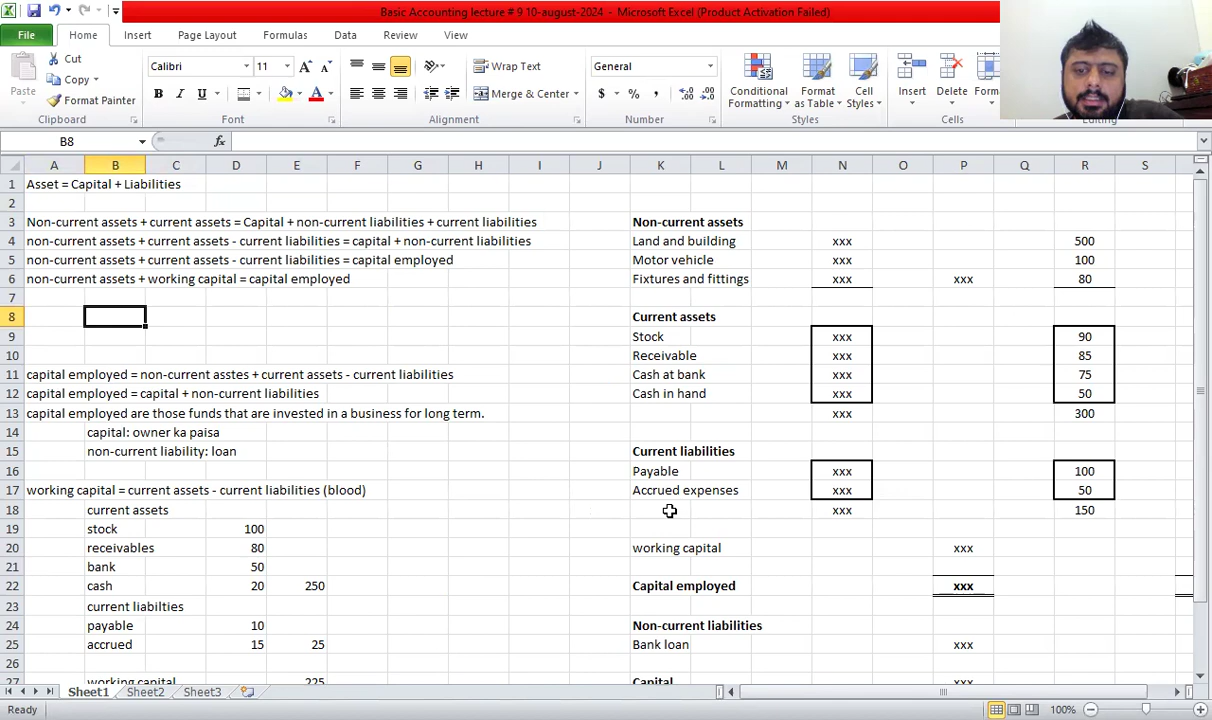 Basic Accounting lecture # 9 10-august-2024 - Microsoft Excel (Product Activation Failed)
File Home Insert Page Layout Formulas Data Review View
Cut
Copy
Format Painter
Paste
Clipboard
Calibri 11
B I U
Font
Wrap Text
Merge & Center
Alignment
General
$ % ,
Number
Conditional Formatting
Format as Table
Cell Styles
Styles
Insert Delete
Cells
Editing
B8 fx
A B C D E F G H I J K L M N O P Q R S
1 Asset = Capital + Liabilities
2
3 Non-current assets + current assets = Capital + non-current liabilities + current liabilities Non-current assets
4 non-current assets + current assets - current liabilities = capital + non-current liabilities Land and building xxx 500
5 non-current assets + current assets - current liabilities = capital employed Motor vehicle xxx 100
6 non-current assets + working capital = capital employed Fixtures and fittings xxx xxx 80
7
8 Current assets
9 Stock xxx 90
10 Receivable xxx 85
11 capital employed = non-current asstes + current assets - current liabilities Cash at bank xxx 75
12 capital employed = capital + non-current liabilities Cash in hand xxx 50
13 capital employed are those funds that are invested in a business for long term. xxx 300
14 capital: owner ka paisa
15 non-current liability: loan Current liabilities
16 Payable xxx 100
17 working capital = current assets - current liabilities (blood) Accrued expenses xxx 50
18 current assets xxx 150
19 stock 100
20 receivables 80 working capital xxx
21 bank 50
22 cash 20 250 Capital employed xxx
23 current liabilties
24 payable 10 Non-current liabilities
25 accrued 15 25 Bank loan xxx
26
27 working capital 225 Capital xxx
Sheet1 Sheet2 Sheet3
Ready 100%